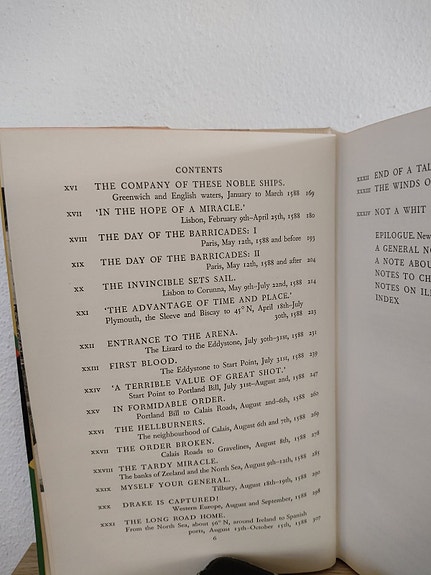 CONTENTS
XVI THE COMPANY OF THESE NOBLE SHIPS.
Greenwich and English waters, January to March 1588 169
XVII 'IN THE HOPE OF A MIRACLE.'
Lisbon, February 9th–April 25th, 1588 180
XVIII THE DAY OF THE BARRICADES: I
Paris, May 12th, 1588 and before 193
XIX THE DAY OF THE BARRICADES: II
Paris, May 12th, 1588 and after 204
XX THE INVINCIBLE SETS SAIL.
Lisbon to Corunna, May 9th–July 22nd, 1588 214
XXI 'THE ADVANTAGE OF TIME AND PLACE.'
Plymouth, the Sleeve and Biscay to 45° N, April 18th–July
30th, 1588 223
XXII ENTRANCE TO THE ARENA.
The Lizard to the Eddystone, July 30th–31st, 1588 231
XXIII FIRST BLOOD.
The Eddystone to Start Point, July 31st, 1588 239
XXIV 'A TERRIBLE VALUE OF GREAT SHOT.'
Start Point to Portland Bill, July 31st–August 2nd, 1588 247
XXV IN FORMIDABLE ORDER.
Portland Bill to Calais Roads, August 2nd–6th, 1588 260
XXVI THE HELLBURNERS.
The neighbourhood of Calais, August 6th and 7th, 1588 269
XXVII THE ORDER BROKEN.
Calais Roads to Gravelines, August 8th, 1588 278
XXVIII THE TARDY MIRACLE.
The banks of Zeeland and the North Sea, August 9th–12th, 1588 285
XXIX MYSELF YOUR GENERAL.
Tilbury, August 18th–19th, 1588 290
XXX DRAKE IS CAPTURED!
Western Europe, August and September, 1588 298
XXXI THE LONG ROAD HOME.
From the North Sea, about 56° N, around Ireland to Spanish
ports, August 13th–October 15th, 1588 307
6
XXXII END OF A TAL
XXXIII THE WINDS O
XXXIV NOT A WHIT
EPILOGUE. New
A GENERAL NO
A NOTE ABOU
NOTES TO CH
NOTES ON IL
INDEX